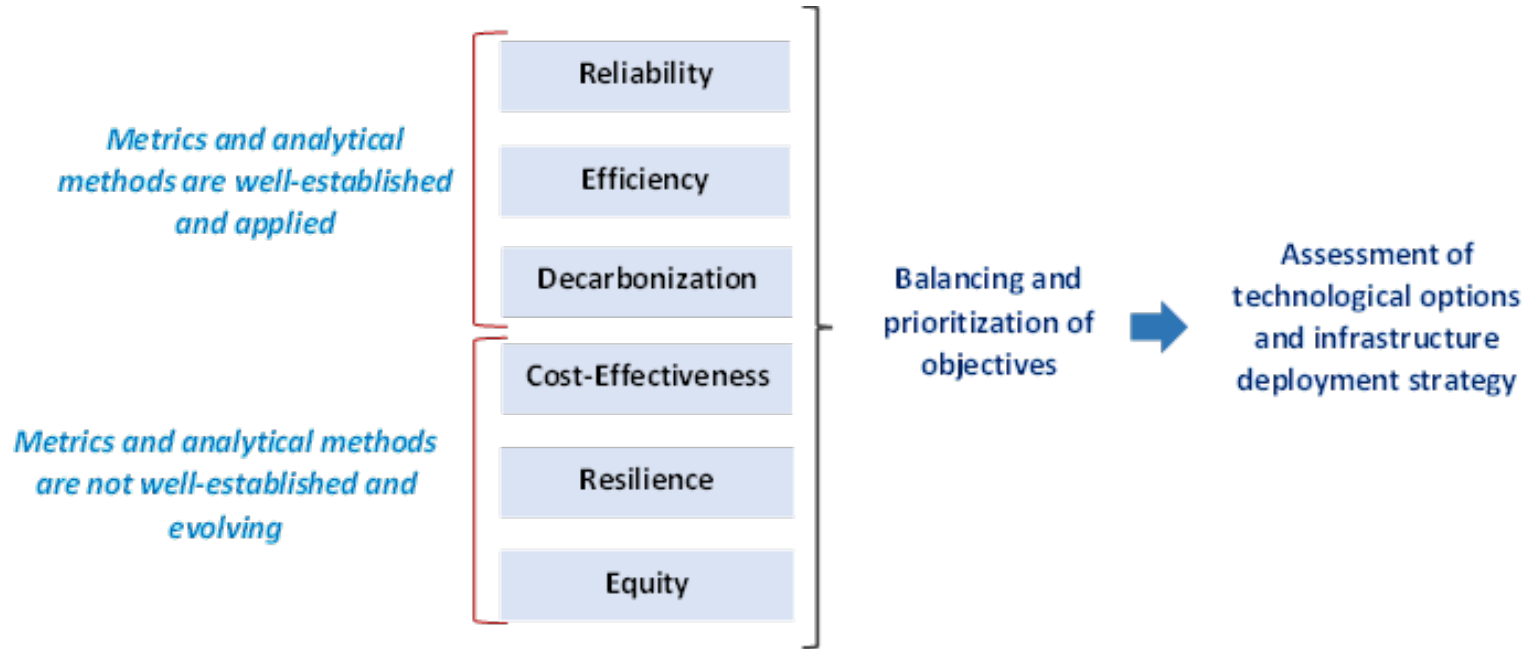 Metrics and analytical
methods are well-established
and applied
Reliability
Efficiency
Decarbonization
Metrics and analytical methods
are not well-established and
evolving
Cost-Effectiveness
Resilience
Equity
Balancing and
prioritization of
objectives
Assessment of
technological options
and infrastructure
deployment strategy